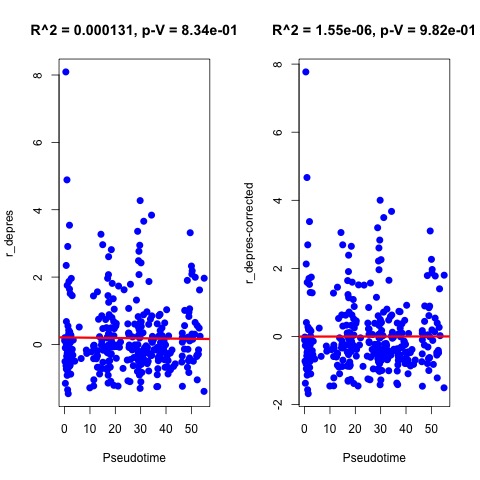 R^2 = 0.000131, p-V = 8.34e-01
r_depres
8
6
4
2
0
0 10 20 30 40 50
Pseudotime
R^2 = 1.55e-06, p-V = 9.82e-01
r_depres-corrected
8
6
4
2
0
-2
0 10 20 30 40 50
Pseudotime